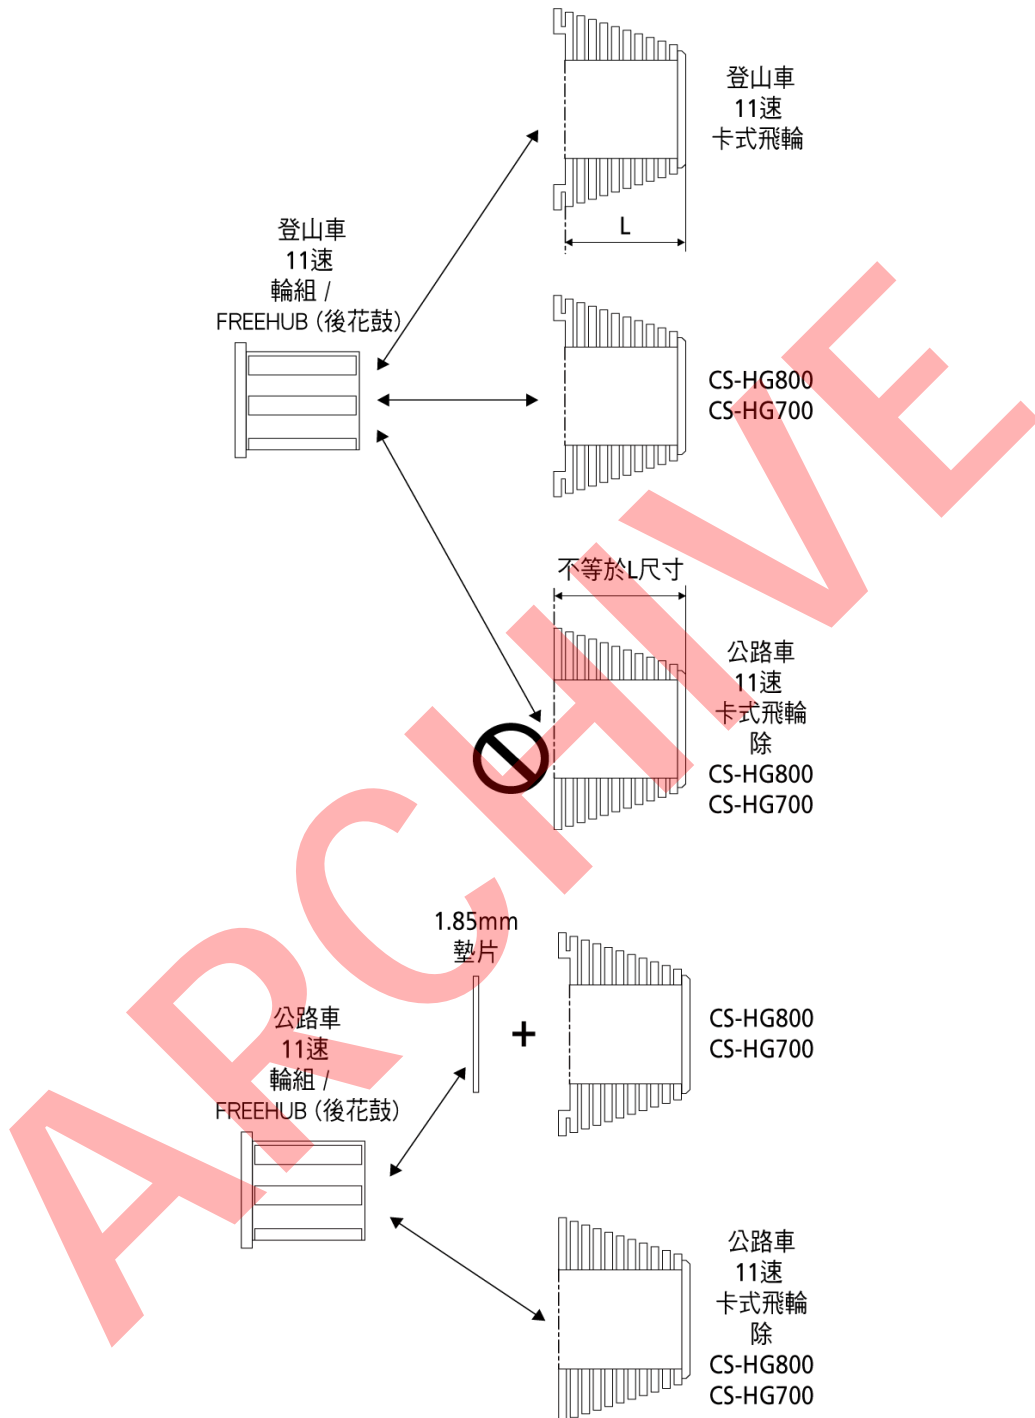 登山車
11速
卡式飛輪
L
登山車
11速
輪組 /
FREEHUB (後花鼓)
CS-HG800
CS-HG700
不等於L尺寸
公路車
11速
卡式飛輪
除
CS-HG800
CS-HG700
1.85mm
墊片
+
CS-HG800
CS-HG700
公路車
11速
輪組 /
FREEHUB (後花鼓)
公路車
11速
卡式飛輪
除
CS-HG800
CS-HG700
ARCHIVE